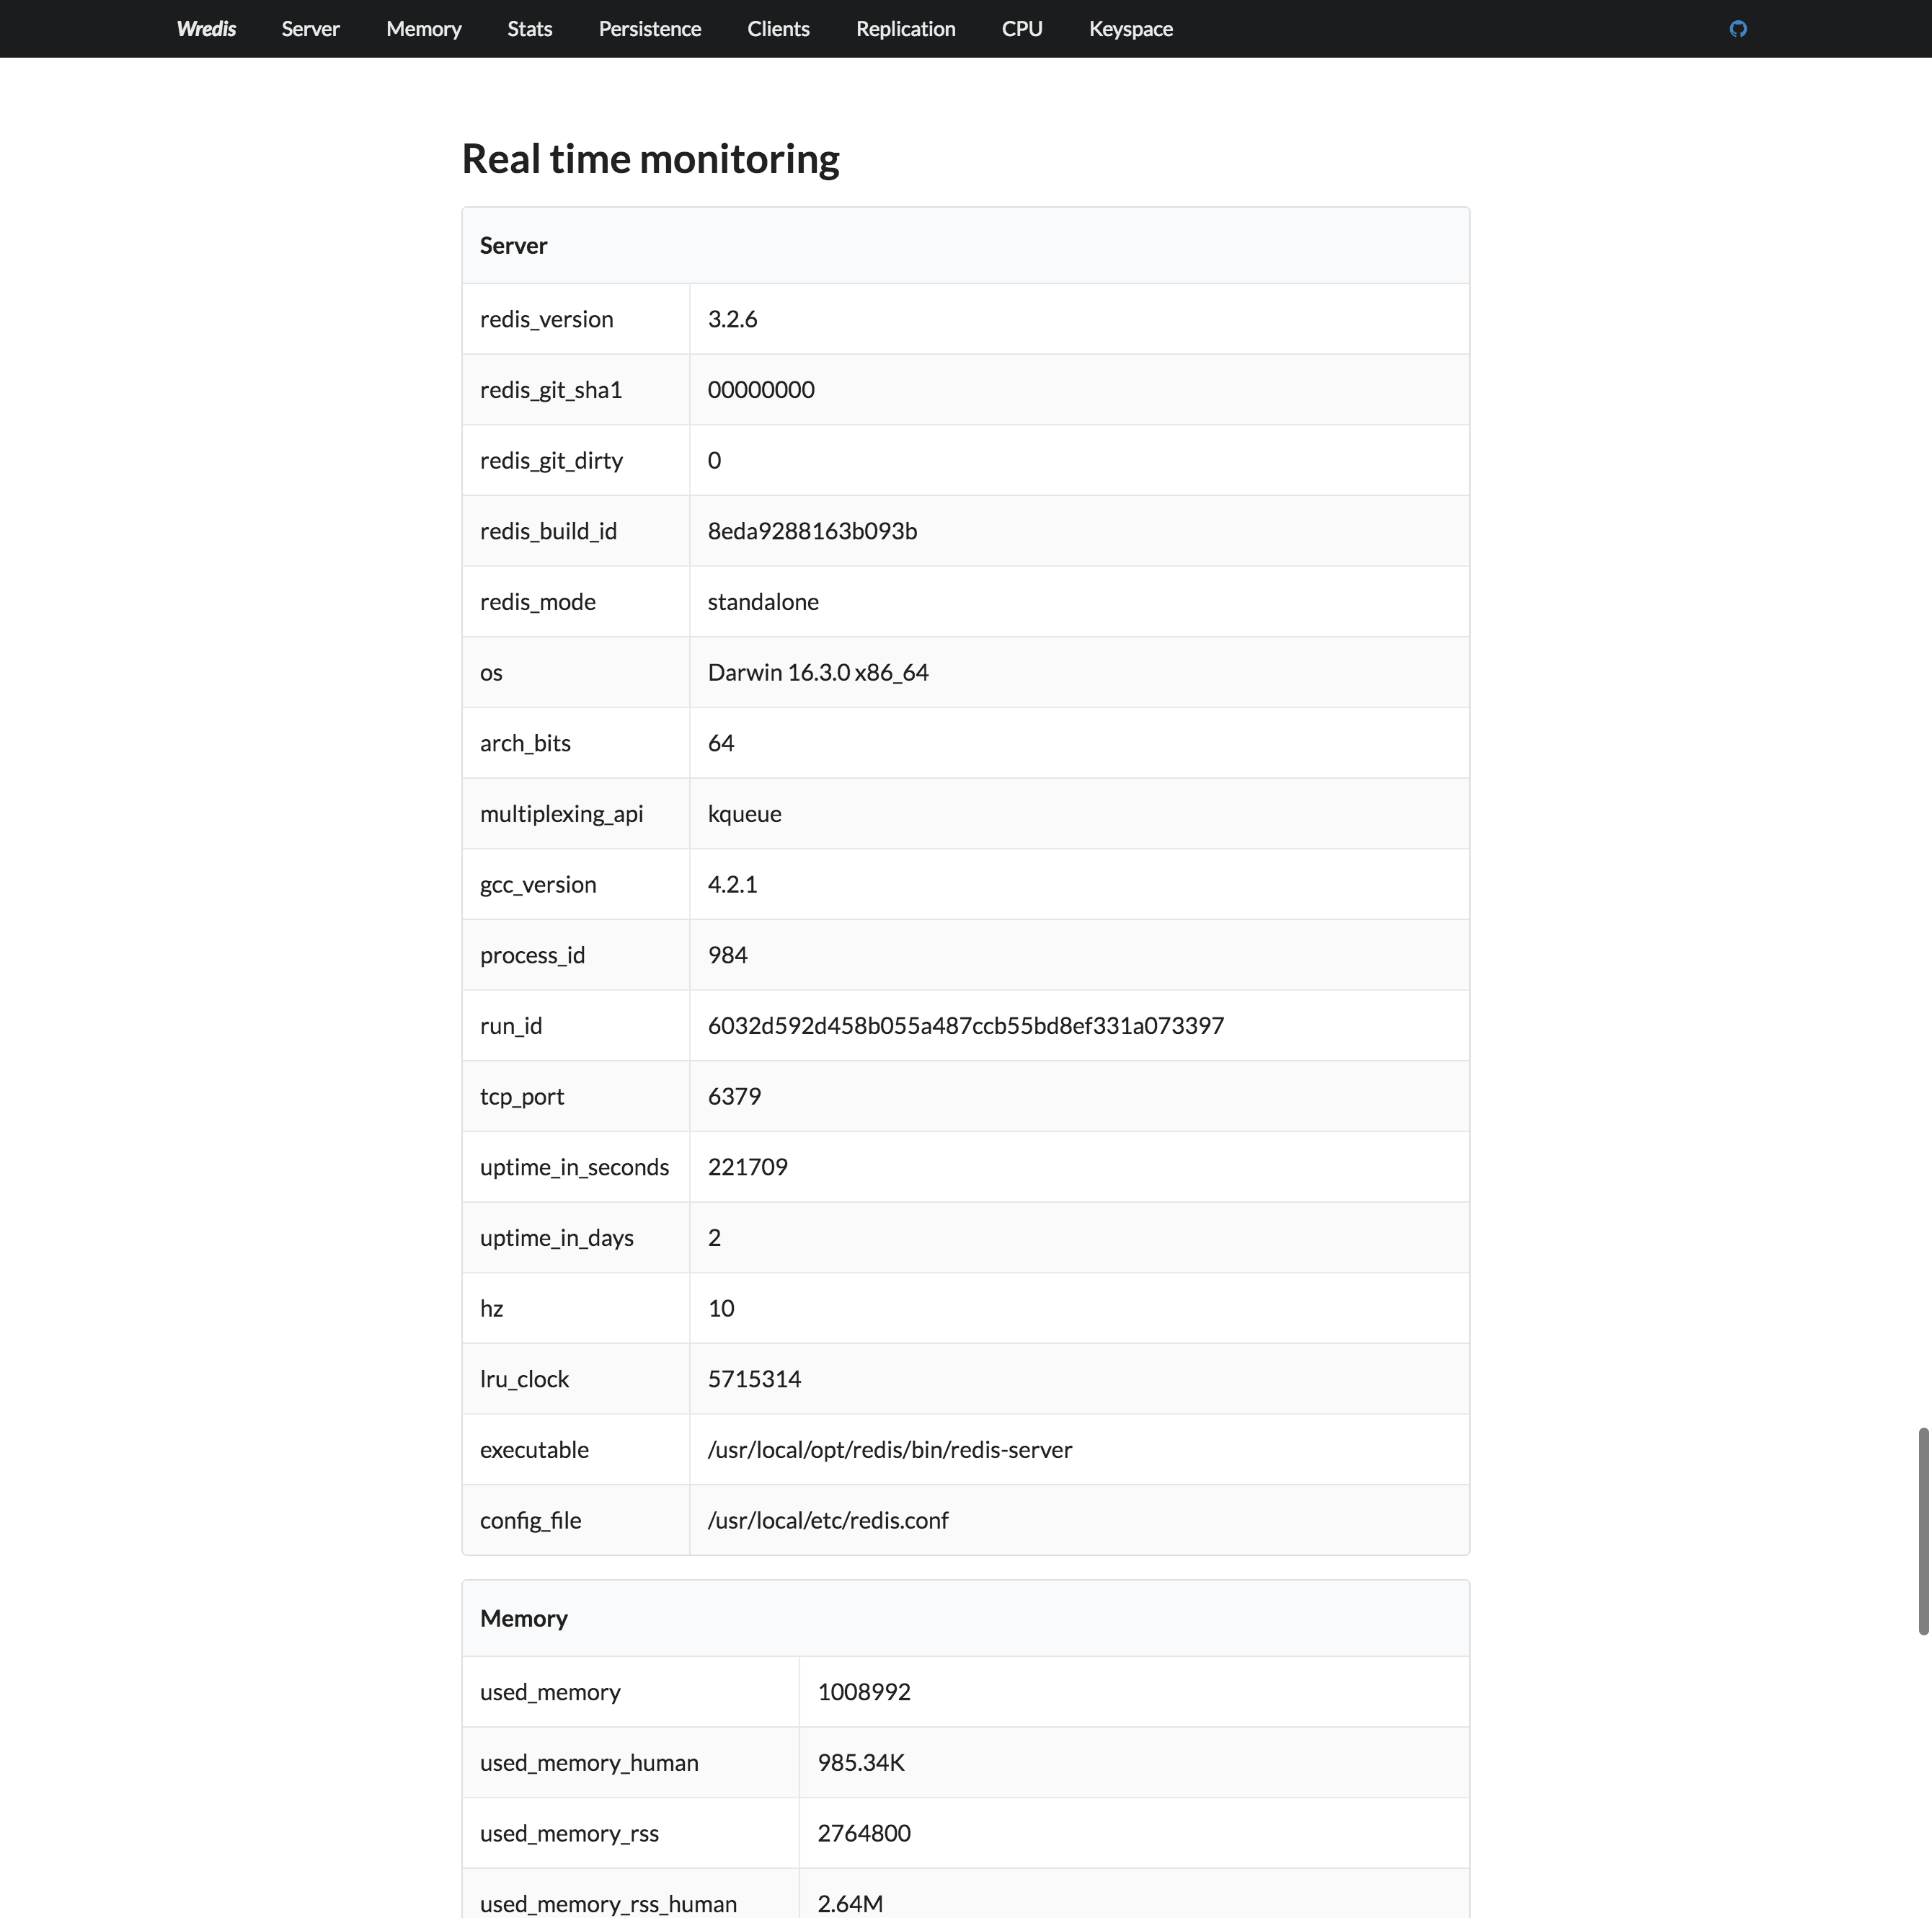 Wredis Server Memory Stats Persistence Clients Replication CPU Keyspace
Real time monitoring
Server
redis_version 3.2.6
redis_git_sha1 00000000
redis_git_dirty 0
redis_build_id 8eda9288163b093b
redis_mode standalone
os Darwin 16.3.0 x86_64
arch_bits 64
multiplexing_api kqueue
gcc_version 4.2.1
process_id 984
run_id 6032d592d458b055a487ccb55bd8ef331a073397
tcp_port 6379
uptime_in_seconds 221709
uptime_in_days 2
hz 10
lru_clock 5715314
executable /usr/local/opt/redis/bin/redis-server
config_file /usr/local/etc/redis.conf
Memory
used_memory 1008992
used_memory_human 985.34K
used_memory_rss 2764800
used_memory_rss_human 2.64M